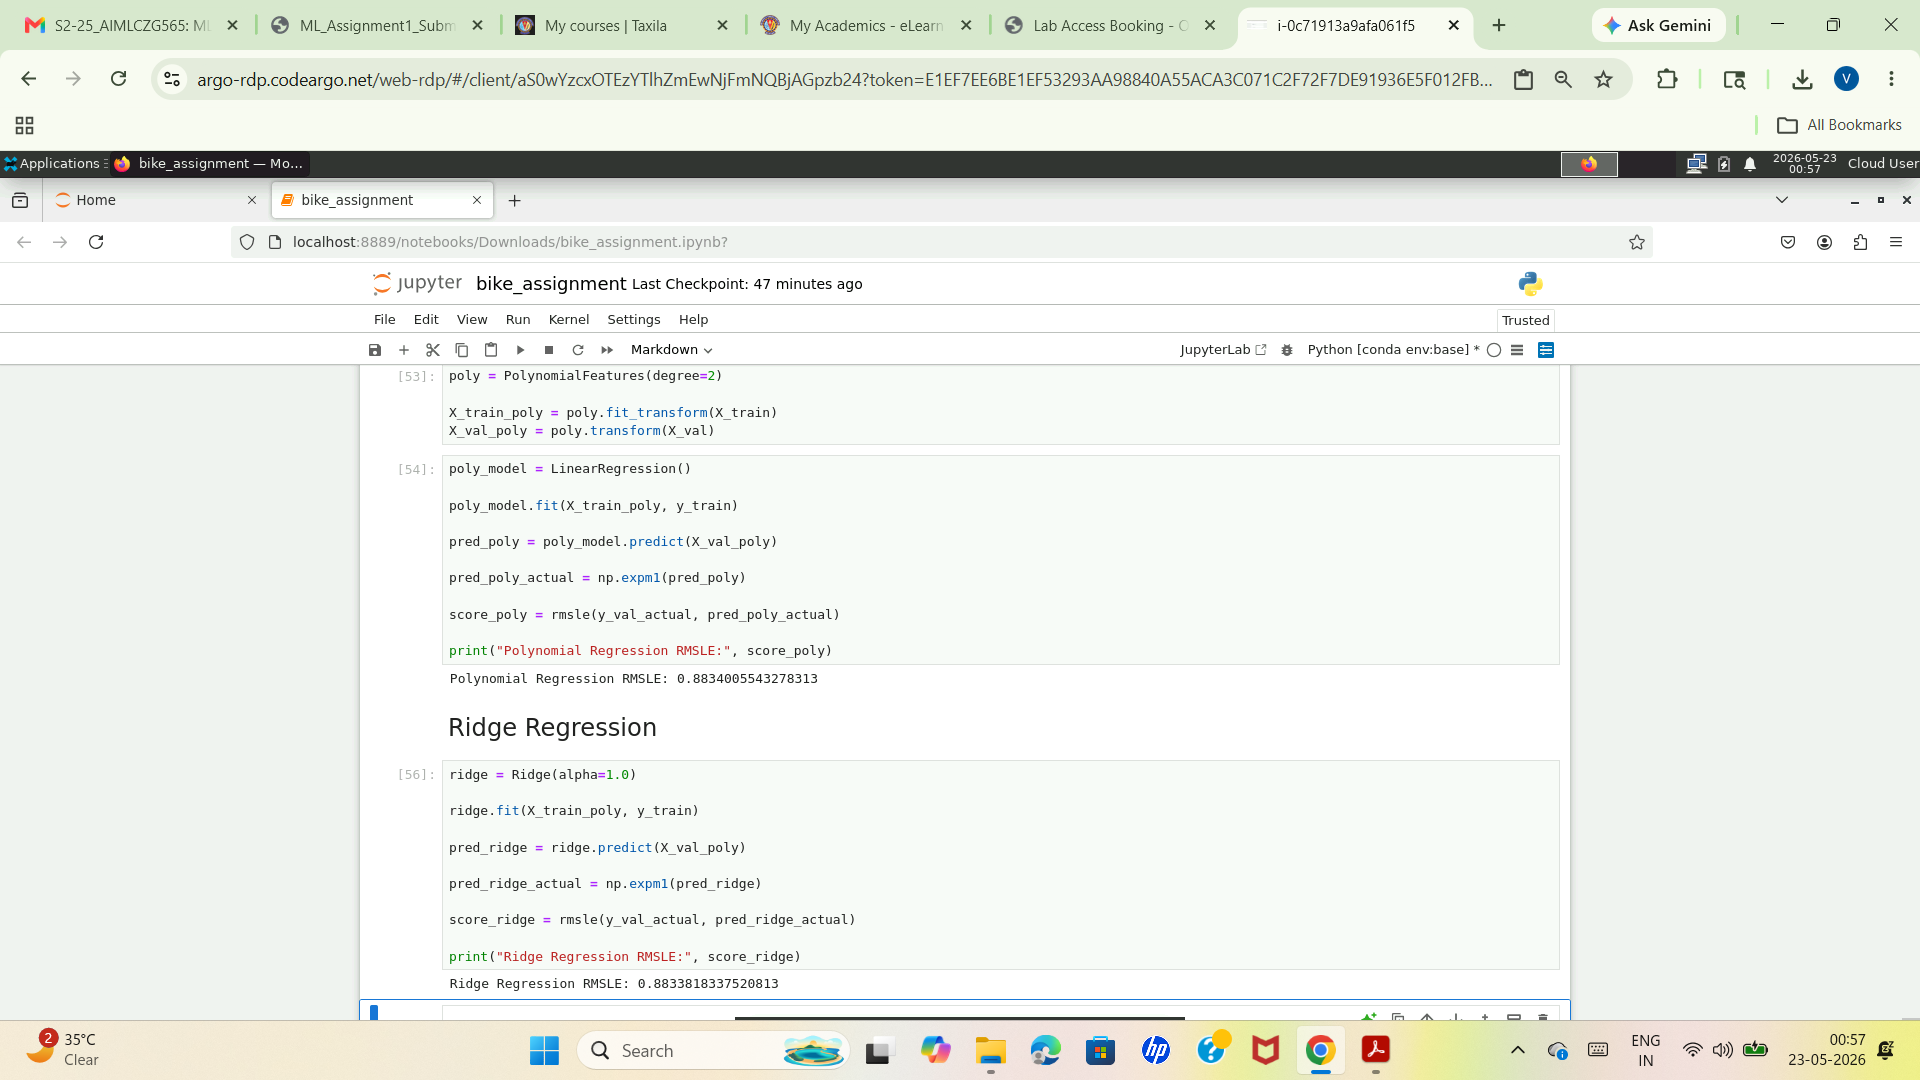 S2-25_AIMLCZG565: ML
ML_Assignment1_Subm
My courses | Taxila
My Academics - eLearn
Lab Access Booking - O
i-0c71913a9afa061f5
Ask Gemini
argo-rdp.codeargo.net/web-rdp/#/client/aS0wYzcxOTEzYTlhZmEwNjFmNQBjAGpzb24?token=E1EF7EE6BE1EF53293AA98840A55ACA3C071C2F72F7DE91936E5F012FB...
V
All Bookmarks
Applications
bike_assignment — Mo...
2026-05-23
00:57
Cloud User
Home
bike_assignment
localhost:8889/notebooks/Downloads/bike_assignment.ipynb?
jupyter bike_assignment Last Checkpoint: 47 minutes ago
File Edit View Run Kernel Settings Help
Trusted
Markdown
JupyterLab
Python [conda env:base] *
[53]: poly = PolynomialFeatures(degree=2)
X_train_poly = poly.fit_transform(X_train)
X_val_poly = poly.transform(X_val)
[54]: poly_model = LinearRegression()
poly_model.fit(X_train_poly, y_train)
pred_poly = poly_model.predict(X_val_poly)
pred_poly_actual = np.expm1(pred_poly)
score_poly = rmsle(y_val_actual, pred_poly_actual)
print("Polynomial Regression RMSLE:", score_poly)
Polynomial Regression RMSLE: 0.8834005543278313
Ridge Regression
[56]: ridge = Ridge(alpha=1.0)
ridge.fit(X_train_poly, y_train)
pred_ridge = ridge.predict(X_val_poly)
pred_ridge_actual = np.expm1(pred_ridge)
score_ridge = rmsle(y_val_actual, pred_ridge_actual)
print("Ridge Regression RMSLE:", score_ridge)
Ridge Regression RMSLE: 0.8833818337520813
2
35°C
Clear
Search
hp
ENG
IN
00:57
23-05-2026